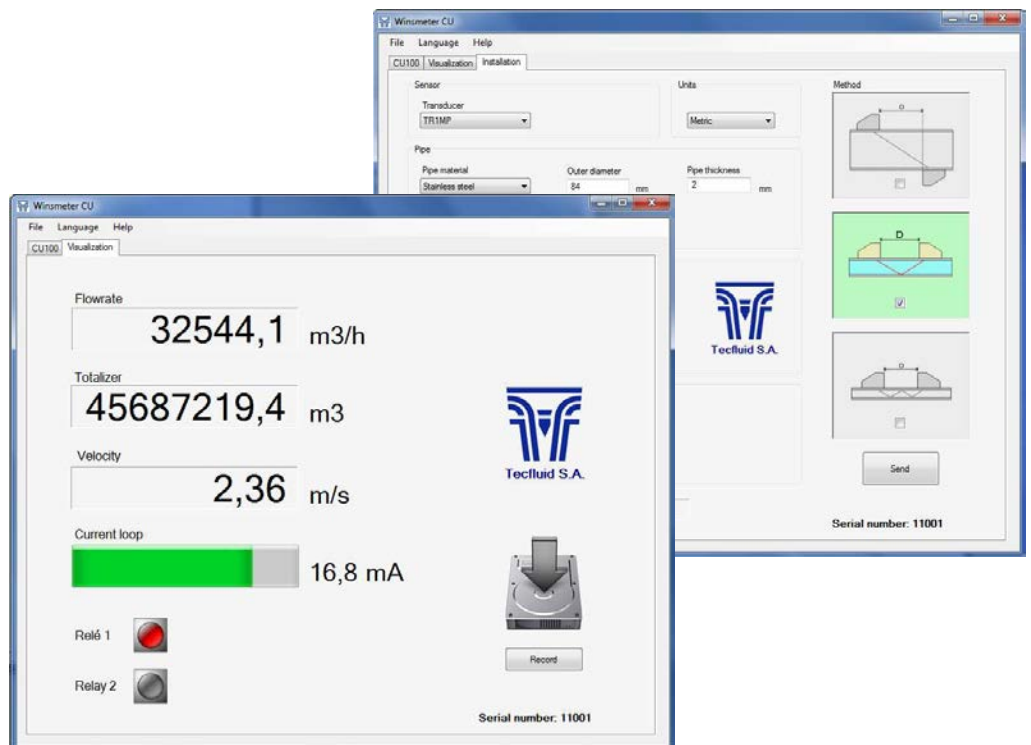 Winsmeter CU
File Language Help
CU100 Visualization Installation
Sensor
Transducer
TR1MP
Units
Metric
Method
D
Pipe
Pipe material
Stainless steel
Outer diameter
84 mm
Pipe thickness
2 mm
D
Tecfluid S.A.
D
Send
Serial number: 11001
Winsmeter CU
File Language Help
CU100 Visualization
Flowrate
32544,1 m3/h
Totalizer
45687219,4 m3
Velocity
2,36 m/s
Current loop
16,8 mA
Relé 1
Relay 2
Tecfluid S.A.
Record
Serial number: 11001